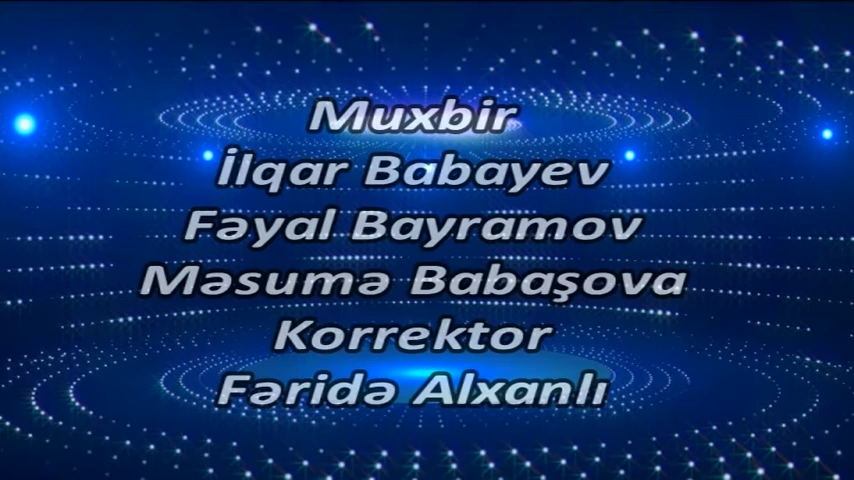 Muxbir
İlqar Babayev
Fəyal Bayramov
Məsumə Babaşova
Korrektor
Fəridə Alxanlı